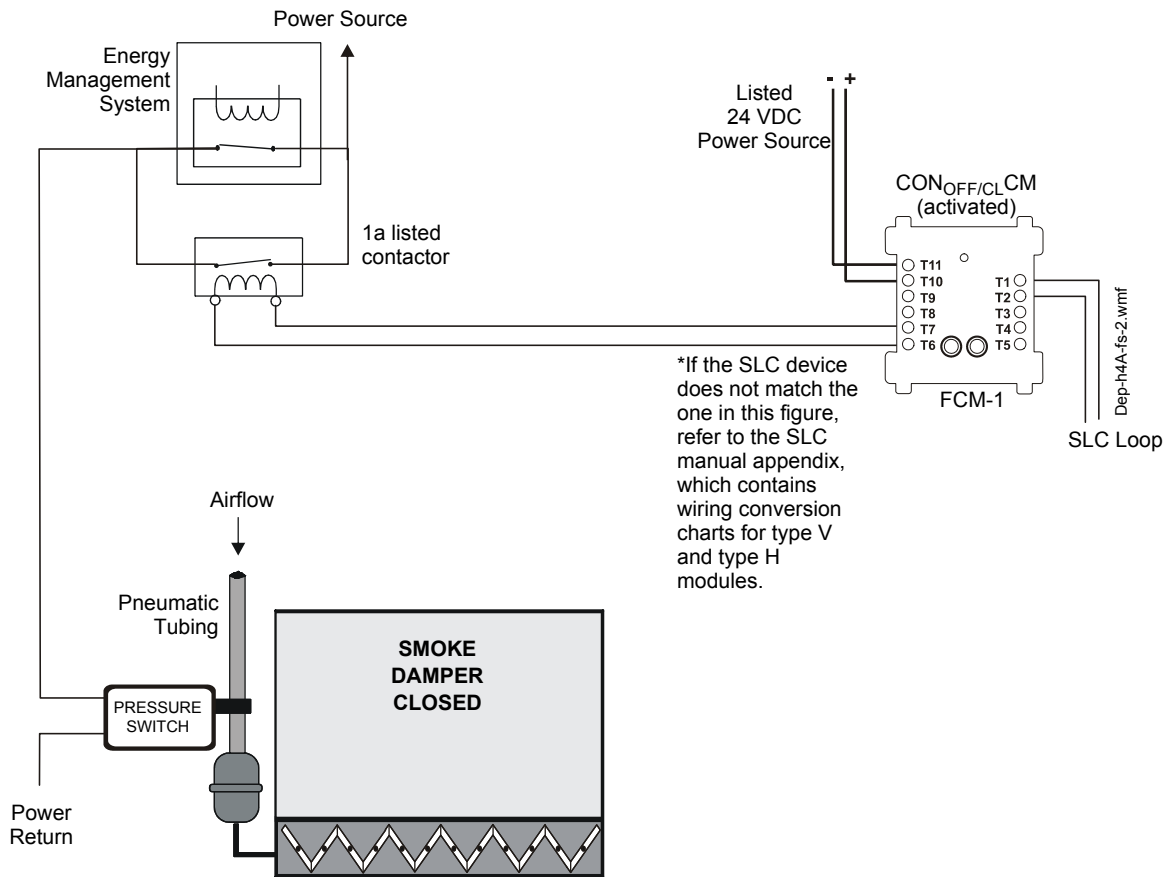 Power Source
Energy
Management
System
1a listed
contactor
- +
Listed
24 VDC
Power Source
CONOFF/CLCM
(activated)
T11
T10
T9
T8
T7
T6
T1
T2
T3
T4
T5
FCM-1
Dep-h4A-fs-2.wmf
SLC Loop
*If the SLC device
does not match the
one in this figure,
refer to the SLC
manual appendix,
which contains
wiring conversion
charts for type V
and type H
modules.
Airflow
Pneumatic
Tubing
PRESSURE
SWITCH
Power
Return
SMOKE
DAMPER
CLOSED